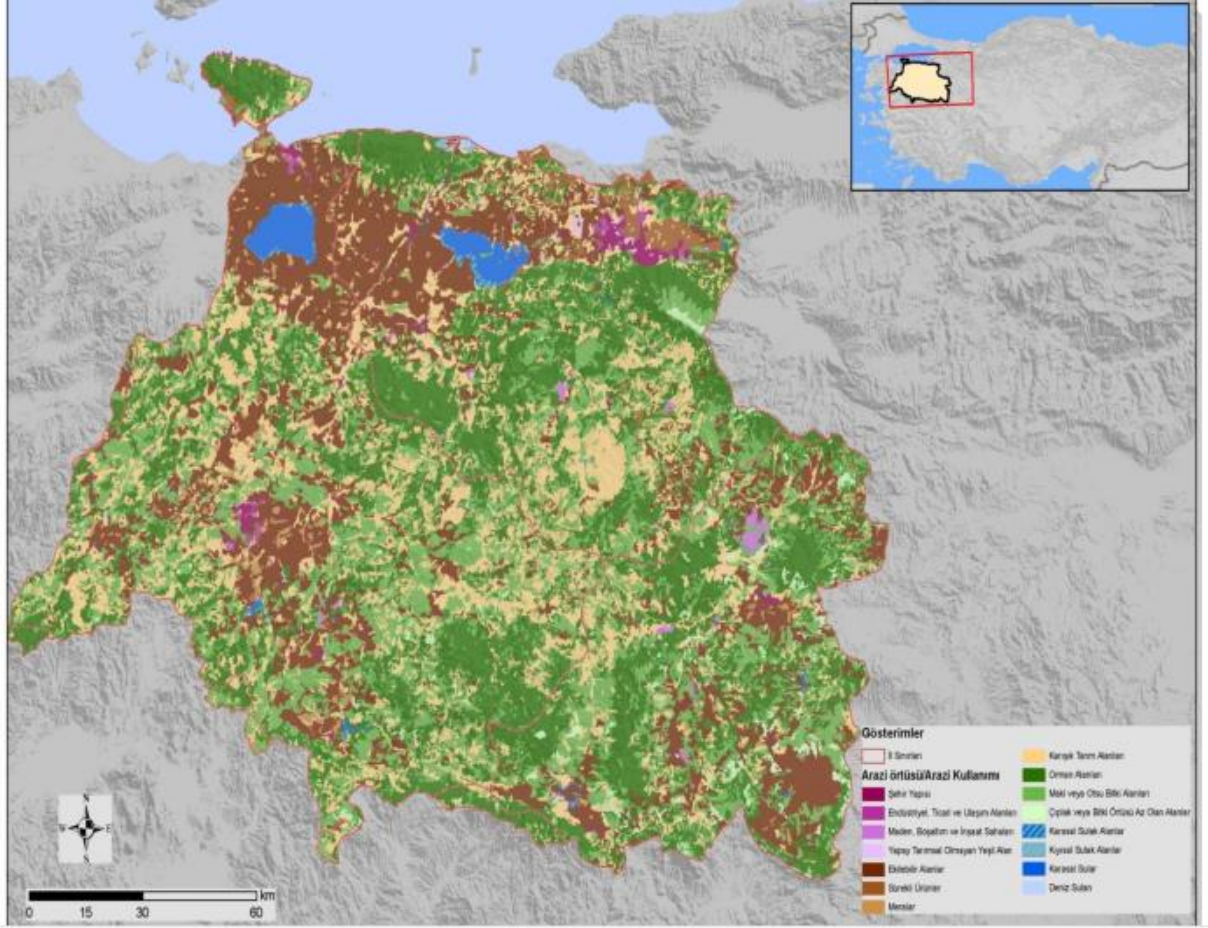 Gösterimler
İl Sınırları
Arazi örtüsü/Arazi Kullanımı
Şehir Yapısı
Endüstriyel, Ticari ve Ulaşım Alanları
Maden, Boşaltım ve İnşaat Sahaları
Yapay Tarımsal Olmayan Yeşil Alan
Ekilebilir Alanlar
Sürekli Ürünler
Meralar
Karışık Tarım Alanları
Orman Alanları
Maki veya Otsu Bitki Alanları
Çıplak veya Bitki Örtüsü Az Olan Alanlar
Karasal Sulak Alanlar
Kıyısal Sulak Alanlar
Karasal Sular
Deniz Suları
N
W E
S
km
0 15 30 60